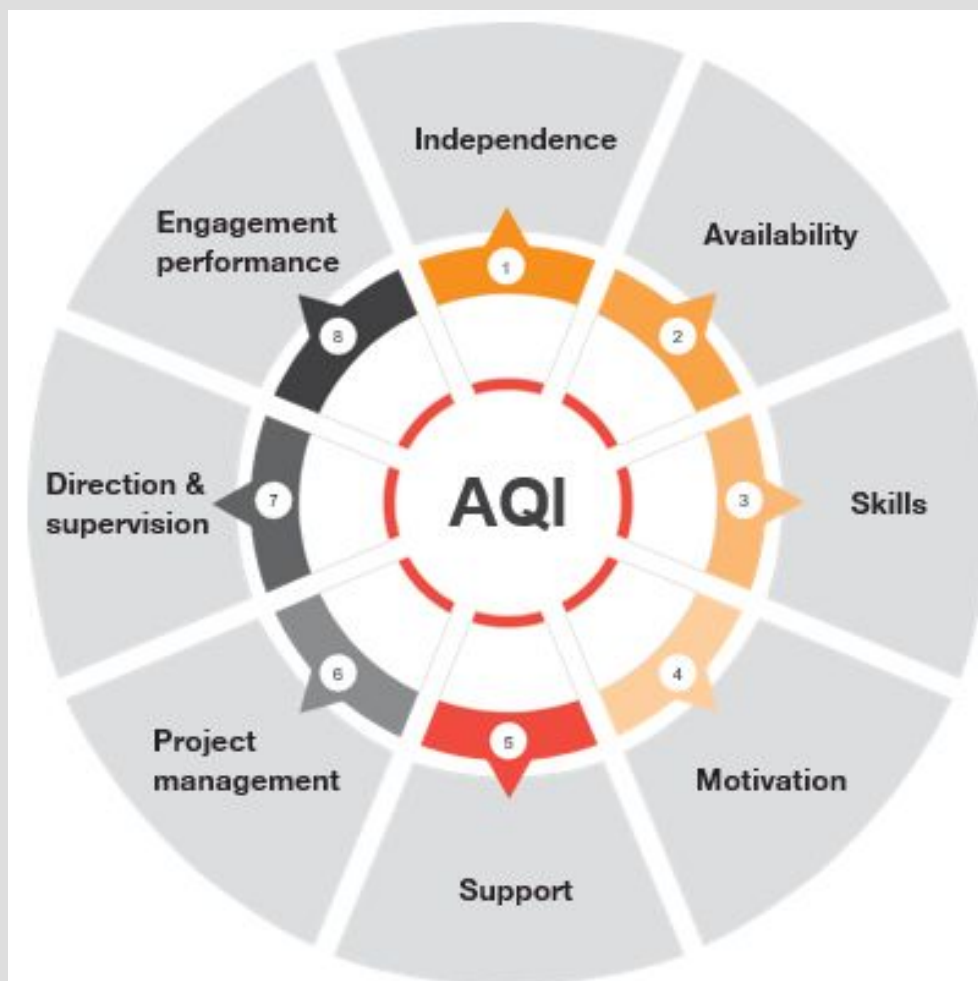 Independence
1
Availability
2
Skills
3
Motivation
4
Support
5
Project
management
6
Direction &
supervision
7
Engagement
performance
8
AQI